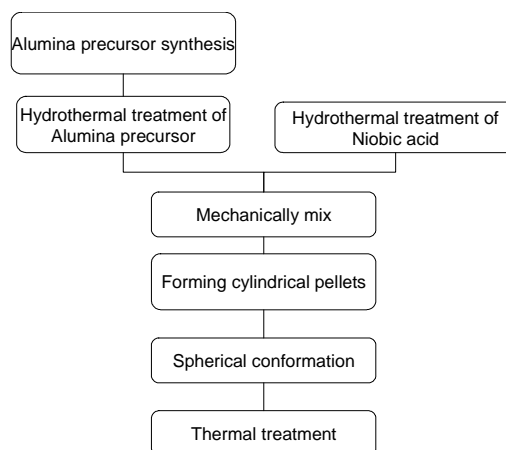 Alumina precursor synthesis
Hydrothermal treatment of
Alumina precursor
Hydrothermal treatment of
Niobic acid
Mechanically mix
Forming cylindrical pellets
Spherical conformation
Thermal treatment